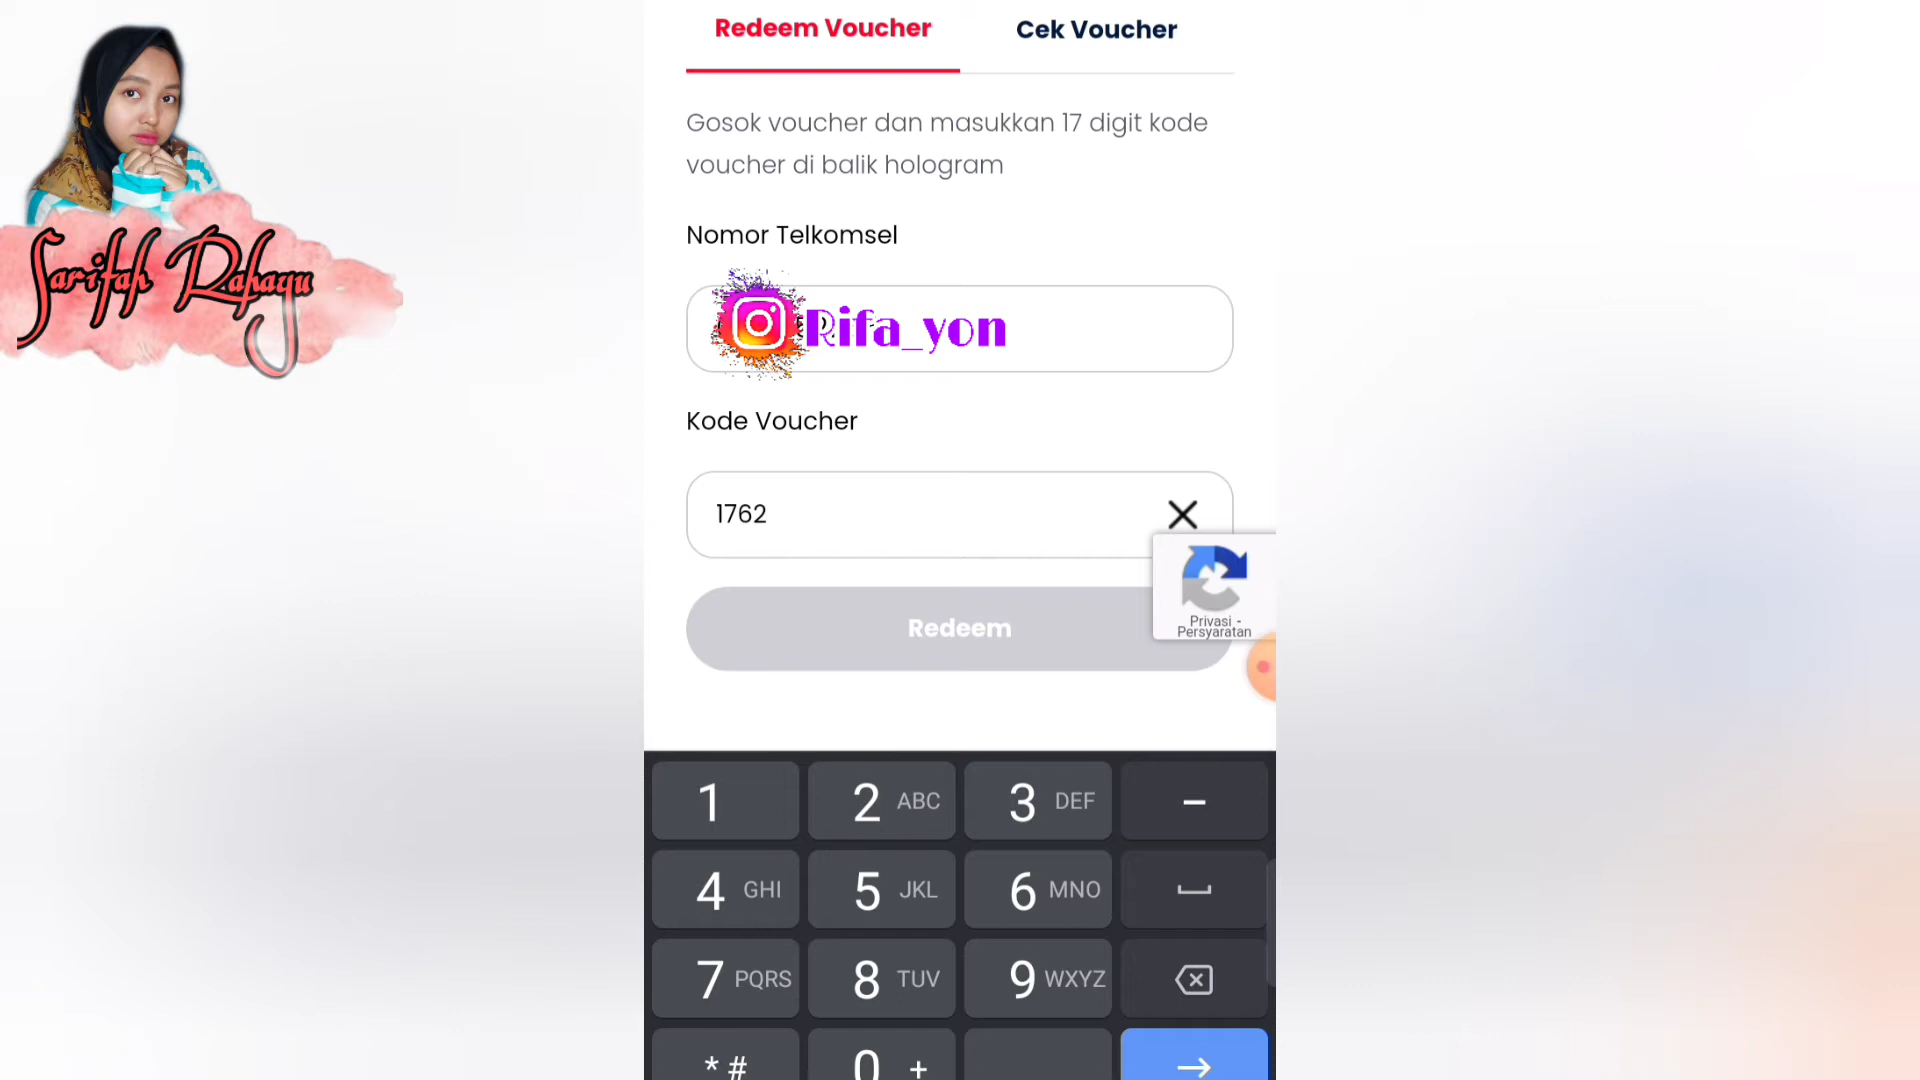 Redeem Voucher
Cek Voucher
Gosok voucher dan masukkan 17 digit kode
voucher di balik hologram
Sarifah Rahayu
Nomor Telkomsel
Rifa_yon
Kode Voucher
1762
Redeem
Privasi -
Persyaratan
1
2 ABC
3 DEF
-
4 GHI
5 JKL
6 MNO
7 PQRS
8 TUV
9 WXYZ
* #
0 +